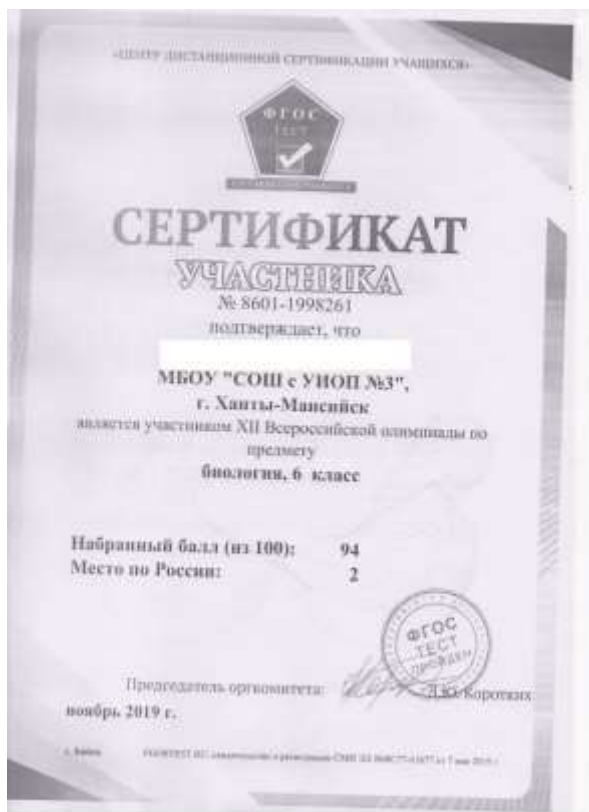 «ЦЕНТР ДИСТАНЦИОННОЙ СЕРТИФИКАЦИИ УЧАЩИХСЯ»
ФГОС
ТЕСТ
СЕРТИФИКАТ
УЧАСТНИКА
№ 8601-1998261
подтверждает, что
МБОУ "СОШ с УИОП №3",
г. Ханты-Мансийск
является участником XII Всероссийской олимпиады по
предмету
биология, 6 класс
Набранный балл (из 100): 94
Место по России: 2
ФГОС
ТЕСТ
ПРОЙДЕН
Председатель оргкомитета: Д.Ю. Коротких
ноябрь 2019 г.